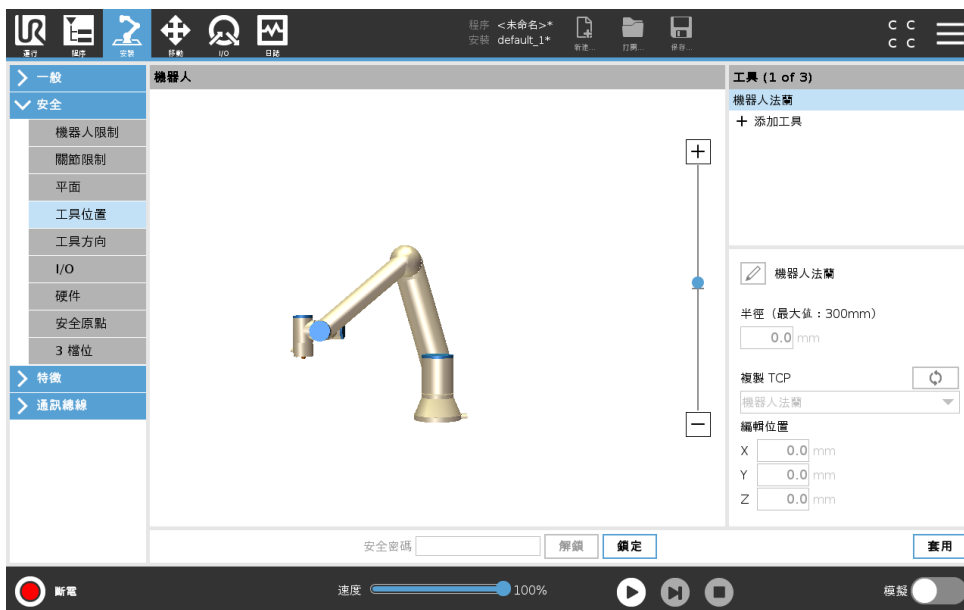 UR
運行
程序
安裝
移動
I/O
日誌
程序 <未命名>*
安裝 default_1*
新建...
打開...
保存...
C C
C C
一般
安全
機器人限制
關節限制
平面
工具位置
工具方向
I/O
硬件
安全原點
3 檔位
特徵
通訊總線
機器人
工具 (1 of 3)
機器人法蘭
添加工具
機器人法蘭
半徑（最大值：300mm）
0.0 mm
複製 TCP
機器人法蘭
編輯位置
X 0.0 mm
Y 0.0 mm
Z 0.0 mm
安全密碼
解鎖
鎖定
套用
斷電
速度
100%
模擬